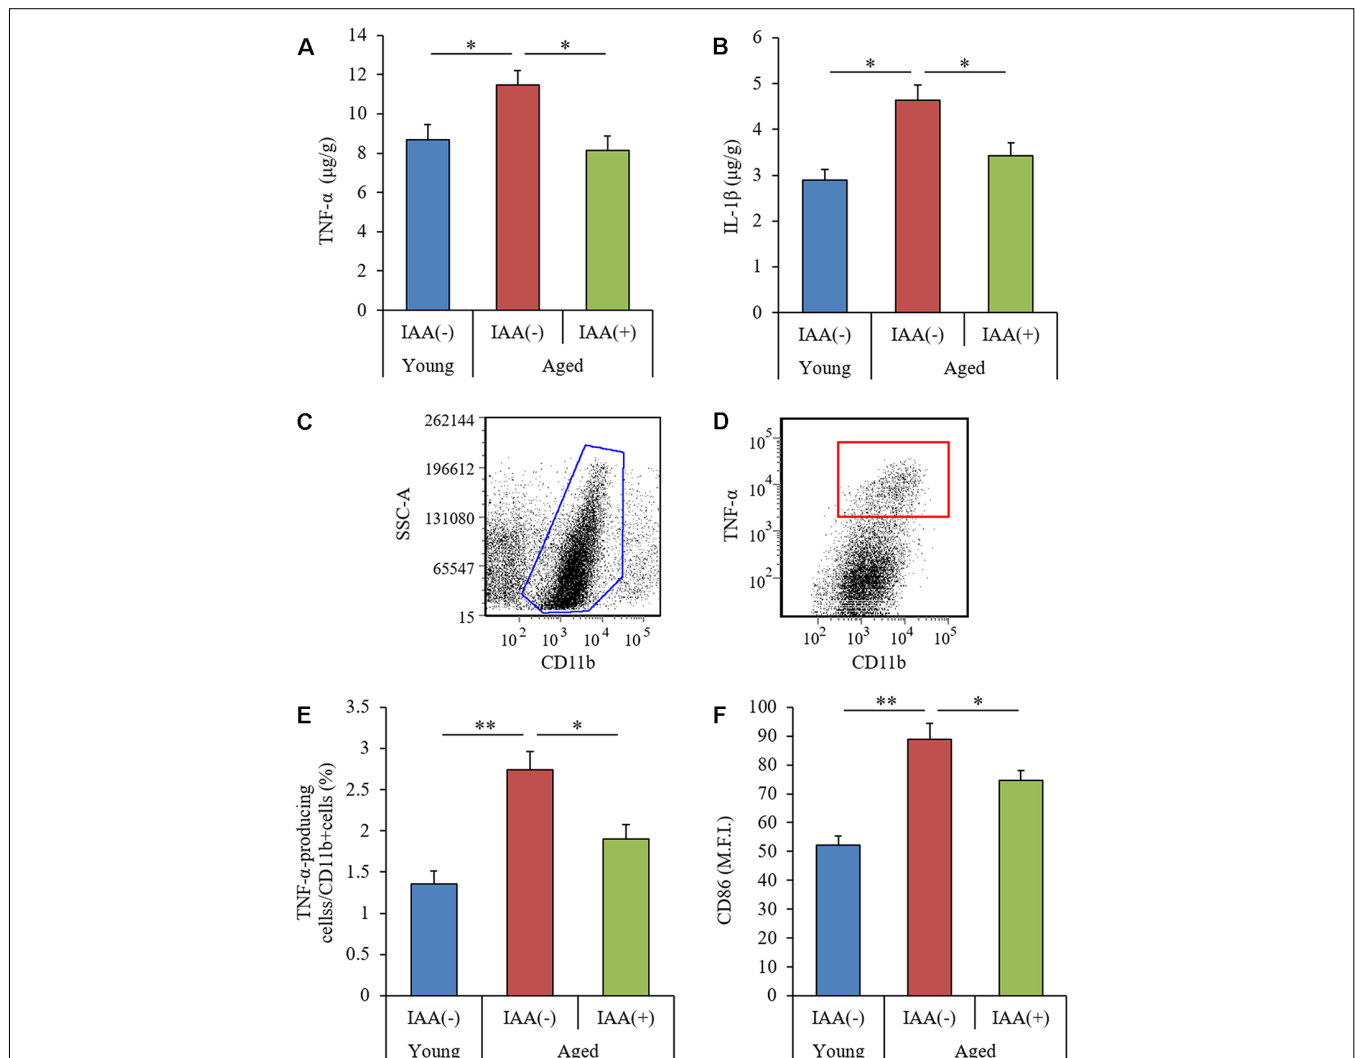 A
14
12
10
8
6
4
2
0
TNF-α (μg/g)
* *
IAA(-) IAA(-) IAA(+)
Young Aged
B
6
5
4
3
2
1
0
IL-1β (μg/g)
* *
IAA(-) IAA(-) IAA(+)
Young Aged
C
262144
196612
131080
65547
15
SSC-A
10² 10³ 10⁴ 10⁵
CD11b
D
10⁵
10⁴
10³
10²
TNF-α
10² 10³ 10⁴ 10⁵
CD11b
E
3.5
3
2.5
2
1.5
1
0.5
0
TNF-α-producing
cellss/CD11b+cells (%)
** *
IAA(-) IAA(-) IAA(+)
Young Aged
F
100
90
80
70
60
50
40
30
20
10
0
CD86 (M.F.I.)
** *
IAA(-) IAA(-) IAA(+)
Young Aged